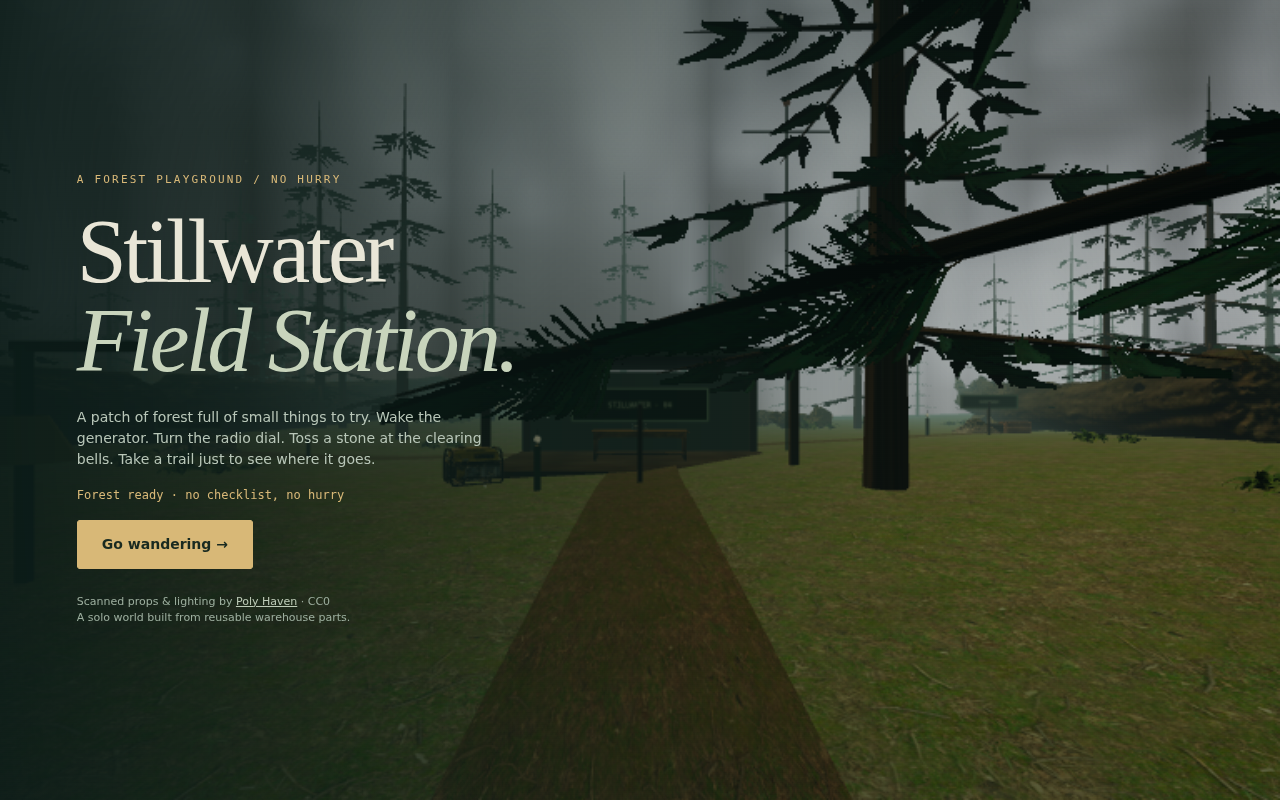 A FOREST PLAYGROUND / NO HURRY
Stillwater
Field Station.
A patch of forest full of small things to try. Wake the
generator. Turn the radio dial. Toss a stone at the clearing
bells. Take a trail just to see where it goes.
Forest ready · no checklist, no hurry
Go wandering →
Scanned props & lighting by Poly Haven · CC0
A solo world built from reusable warehouse parts.